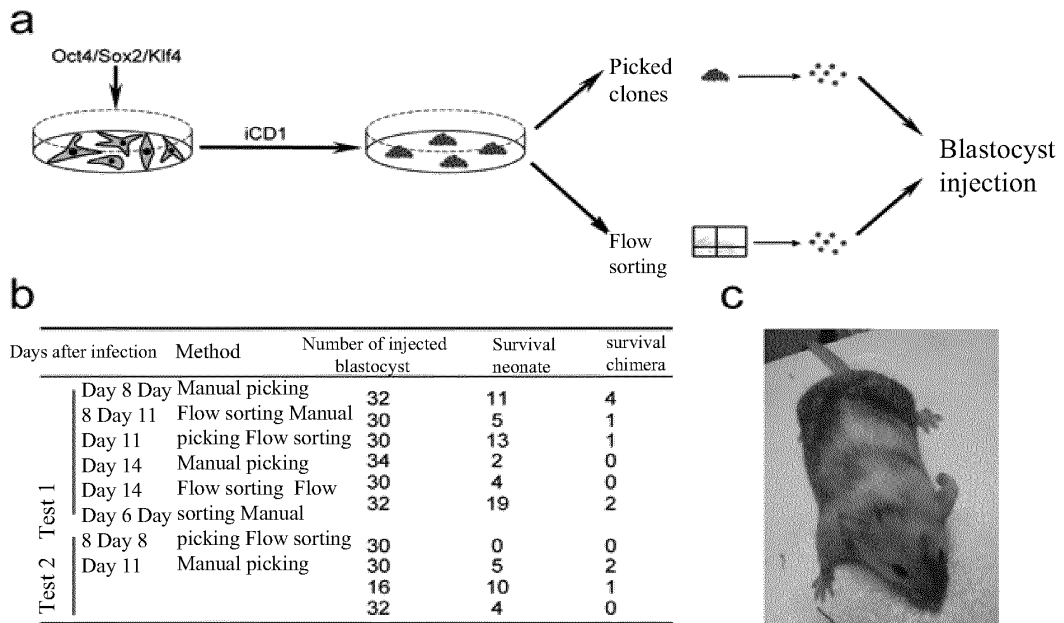 a
Oct4/Sox2/Klf4
iCD1
Picked
clones
Flow
sorting
Blastocyst
injection
b
Days after infection Method Number of injected blastocyst Survival neonate survival chimera
Test 1
Day 8 Day Manual picking 32 11 4
8 Day 11 Flow sorting Manual 30 5 1
Day 11 picking Flow sorting 30 13 1
Day 14 Manual picking 34 2 0
Day 14 Flow sorting Flow 30 4 0
Day 6 Day sorting Manual 32 19 2
Test 2
8 Day 8 picking Flow sorting 30 0 0
Day 11 Manual picking 30 5 2
16 10 1
32 4 0
c